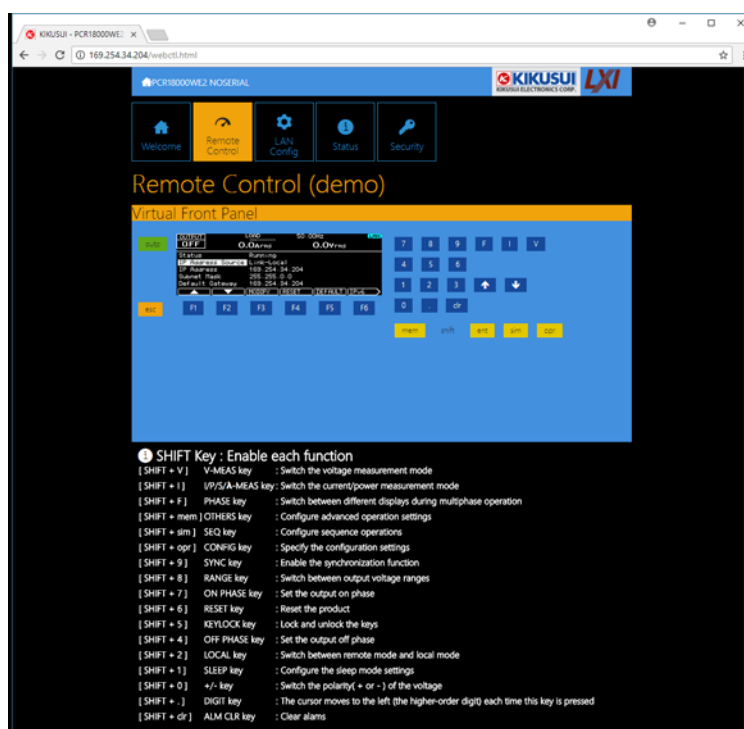 KIKUSUI - PCR18000WE2
169.254.34.204/webctl.html
PCR18000WE2 NOSERIAL
KIKUSUI
KIKUSUI ELECTRONICS CORP.
LXI
Welcome
Remote Control
LAN Config
Status
Security
Remote Control (demo)
Virtual Front Panel
OUTPUT LOAD 50.00Hz
OFF 0.0Arms 0.0Vrms
Status Running
IP Address Source Link-Local
IP Address 169.254.34.204
Subnet Mask 255.255.0.0
Default Gateway 169.254.34.204
MODIFY RESET DEFAULT IPv6
7 8 9 F I V
4 5 6
1 2 3
0 . clr
esc F1 F2 F3 F4 F5 F6
mem shift ent sim opr
SHIFT Key : Enable each function
[ SHIFT + V ] V-MEAS key : Switch the voltage measurement mode
[ SHIFT + I ] I/P/S/A-MEAS key : Switch the current/power measurement mode
[ SHIFT + F ] PHASE key : Switch between different displays during multiphase operation
[ SHIFT + mem ] OTHERS key : Configure advanced operation settings
[ SHIFT + sim ] SEQ key : Configure sequence operations
[ SHIFT + opr ] CONFIG key : Specify the configuration settings
[ SHIFT + 9 ] SYNC key : Enable the synchronization function
[ SHIFT + 8 ] RANGE key : Switch between output voltage ranges
[ SHIFT + 7 ] ON PHASE key : Set the output on phase
[ SHIFT + 6 ] RESET key : Reset the product
[ SHIFT + 5 ] KEYLOCK key : Lock and unlock the keys
[ SHIFT + 4 ] OFF PHASE key : Set the output off phase
[ SHIFT + 2 ] LOCAL key : Switch between remote mode and local mode
[ SHIFT + 1 ] SLEEP key : Configure the sleep mode settings
[ SHIFT + 0 ] +/- key : Switch the polarity( + or - ) of the voltage
[ SHIFT + . ] DIGIT key : The cursor moves to the left (the higher-order digit) each time this key is pressed
[ SHIFT + clr ] ALM CLR key : Clear alams